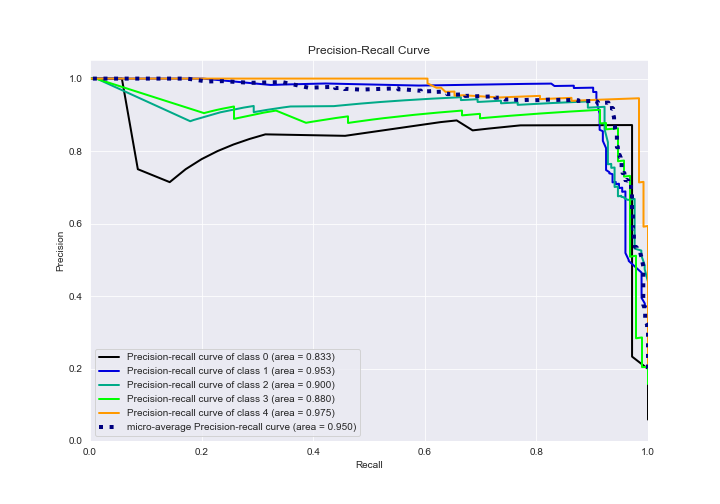 Precision-Recall Curve
1.0
0.8
0.6
0.4
0.2
0.0
Precision
Precision-recall curve of class 0 (area = 0.833)
Precision-recall curve of class 1 (area = 0.953)
Precision-recall curve of class 2 (area = 0.900)
Precision-recall curve of class 3 (area = 0.880)
Precision-recall curve of class 4 (area = 0.975)
micro-average Precision-recall curve (area = 0.950)
0.0 0.2 0.4 0.6 0.8 1.0
Recall